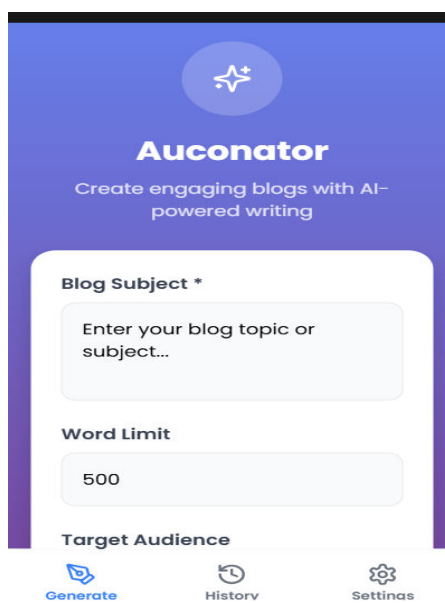 Auconator
Create engaging blogs with AI-
powered writing
Blog Subject *
Enter your blog topic or
subject...
Word Limit
500
Target Audience
Generate
History
Settings